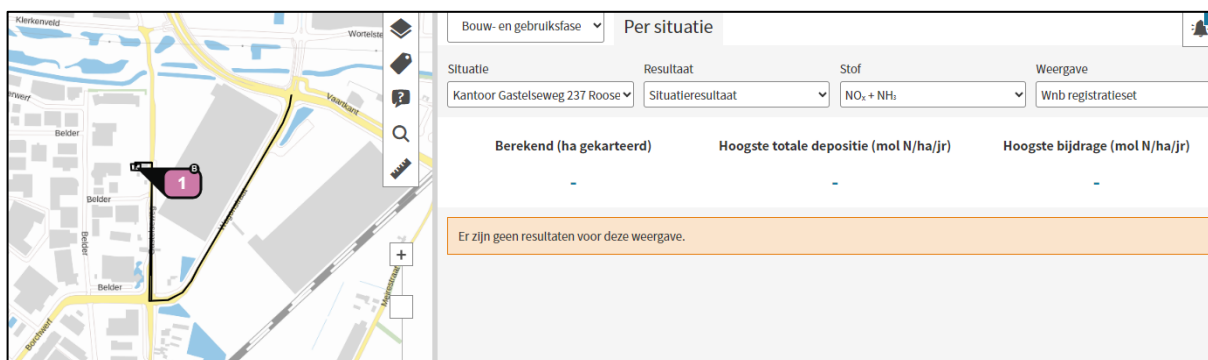 Klerkenveld
Wortelste
Vaartkant
Belder
Belder
Belder
Belder
Borchwerf
1
B
Bouw- en gebruiksfase
Per situatie
Situatie
Resultaat
Stof
Weergave
Kantoor Gastelseweg 237 Roose
Situatieresultaat
NOₓ + NH₃
Wnb registratieset
Berekend (ha gekarteerd)
Hoogste totale depositie (mol N/ha/jr)
Hoogste bijdrage (mol N/ha/jr)
-
-
-
Er zijn geen resultaten voor deze weergave.